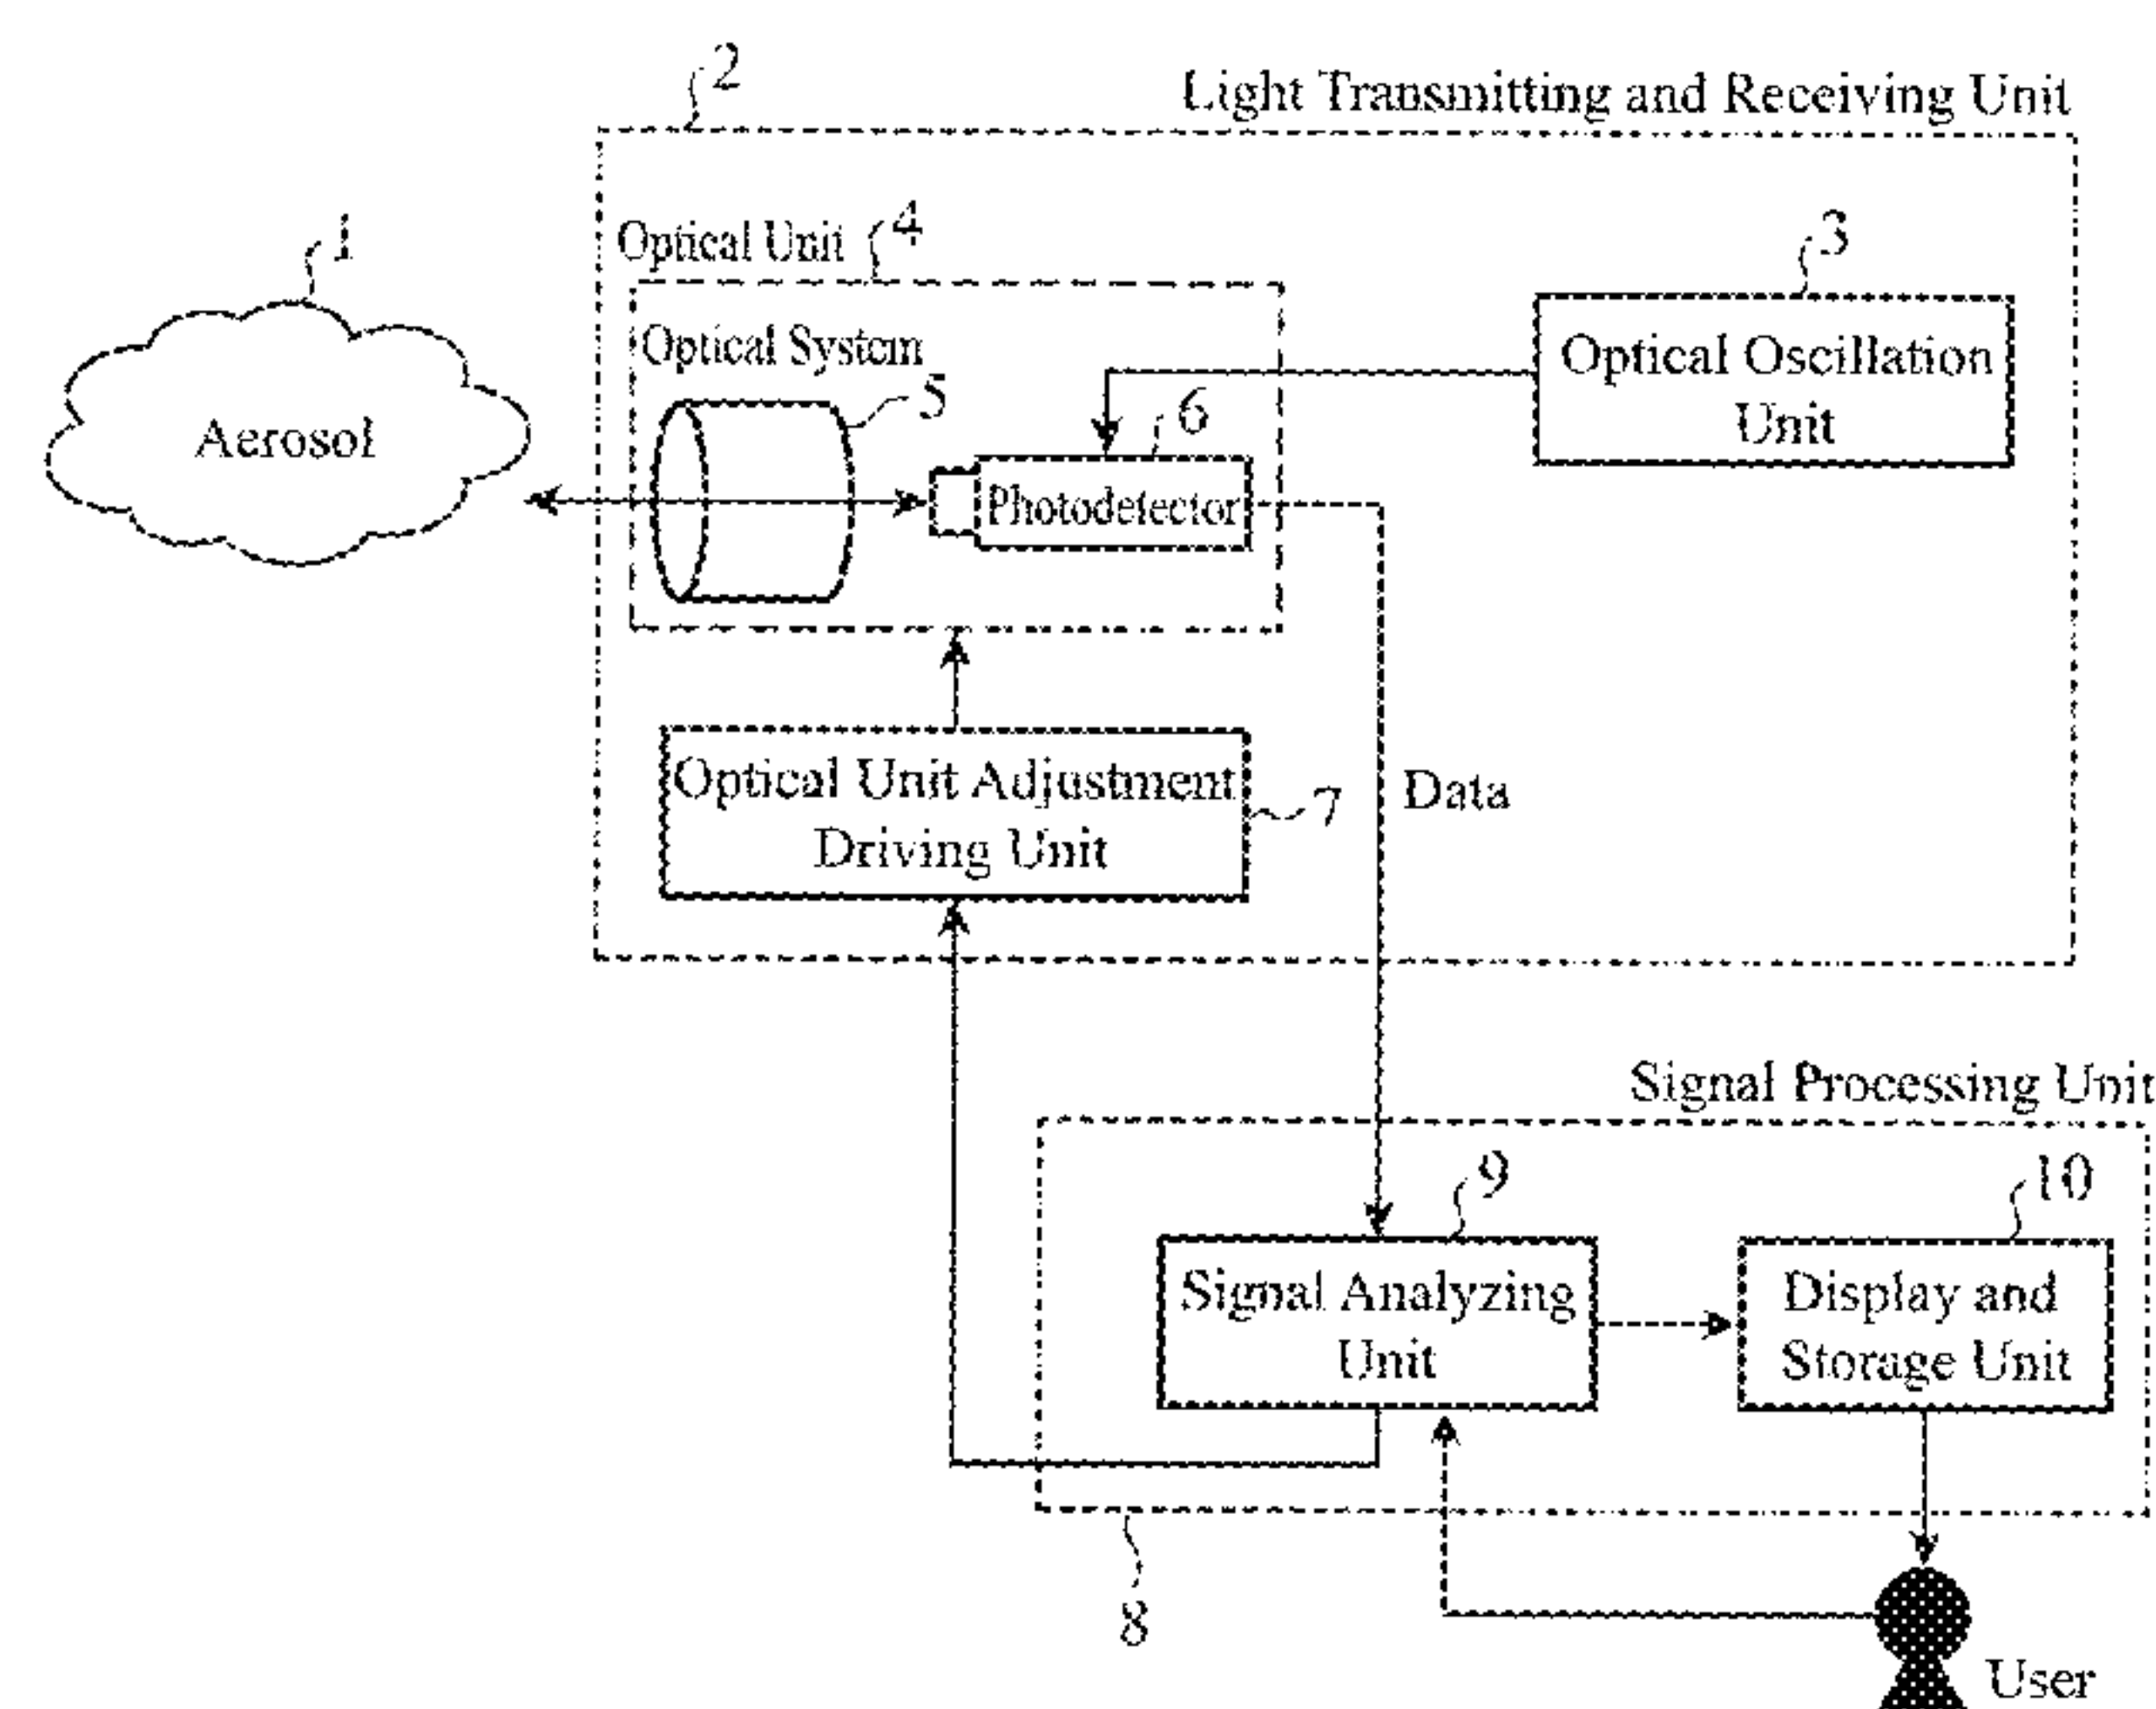 2
Light Transmitting and Receiving Unit
1
Optical Unit
4
3
Optical System
Optical Oscillation
Unit
5
6
Aerosol
Photodetector
Optical Unit Adjustment
Driving Unit
7
Data
Signal Processing Unit
9
10
Signal Analyzing
Unit
Display and
Storage Unit
8
User